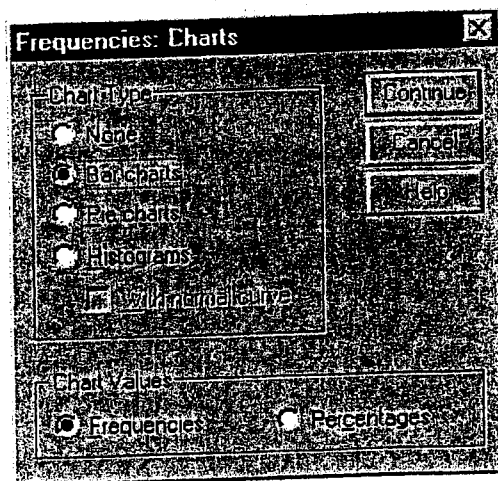 Frequencies: Charts
Chart Type
None
Bar charts
Pie charts
Histograms
With normal curve
Continue
Cancel
Help
Chart Values
Frequencies
Percentages